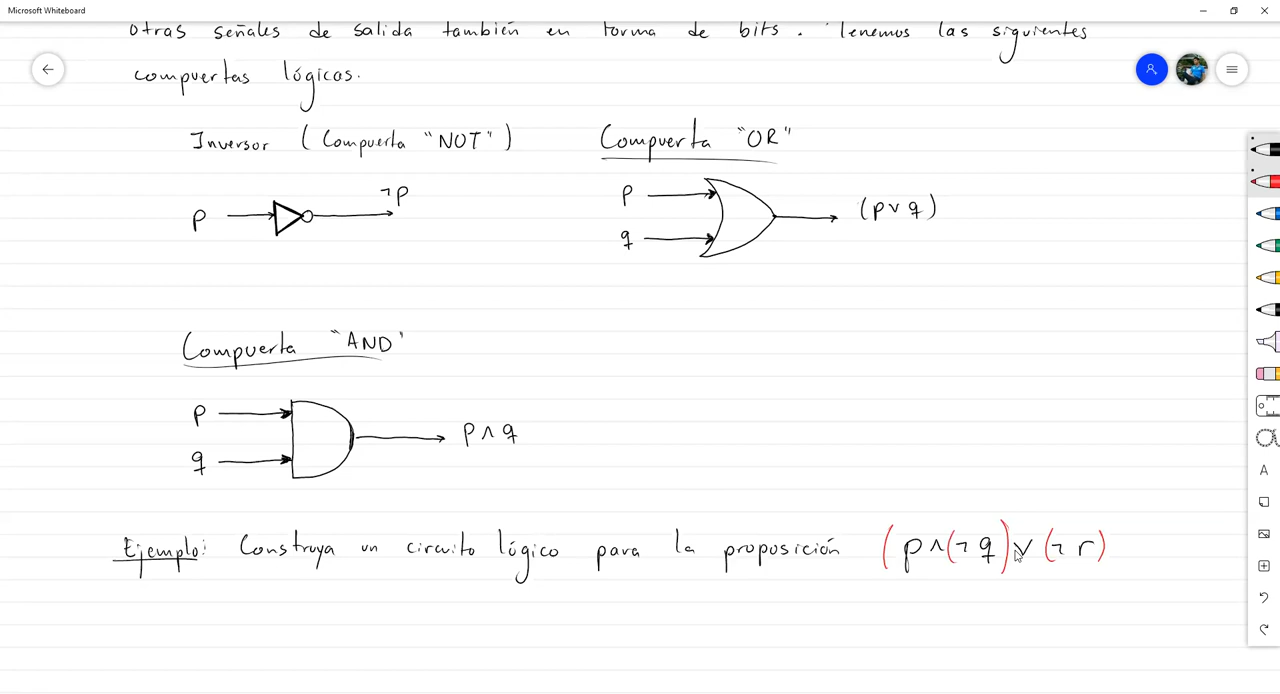 Microsoft Whiteboard
otras señales de salida también en forma de bits. Tenemos las siguientes
compuertas lógicas.
Inversor (Compuerta "NOT")
p
¬p
Compuerta "OR"
p
q
(p ∨ q)
Compuerta "AND"
p
q
p ∧ q
Ejemplo: Construya un circuito lógico para la proposición (p ∧ (¬ q) ∨ (¬ r)
A